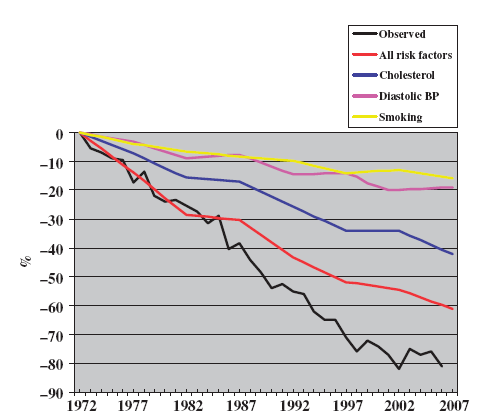 Observed
All risk factors
Cholesterol
Diastolic BP
Smoking
0
−10
−20
−30
−40
−50
−60
−70
−80
−90
%
1972 1977 1982 1987 1992 1997 2002 2007